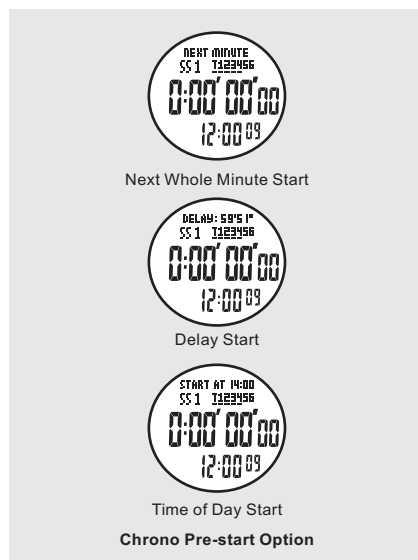 NEXT MINUTE
SS 1 T123456
0:00'00'00
12:00 09
Next Whole Minute Start
DELAY: 59'51"
SS 1 T123456
0:00'00'00
12:00 09
Delay Start
START AT 14:00
SS 1 T123456
0:00'00'00
12:00 09
Time of Day Start
Chrono Pre-start Option